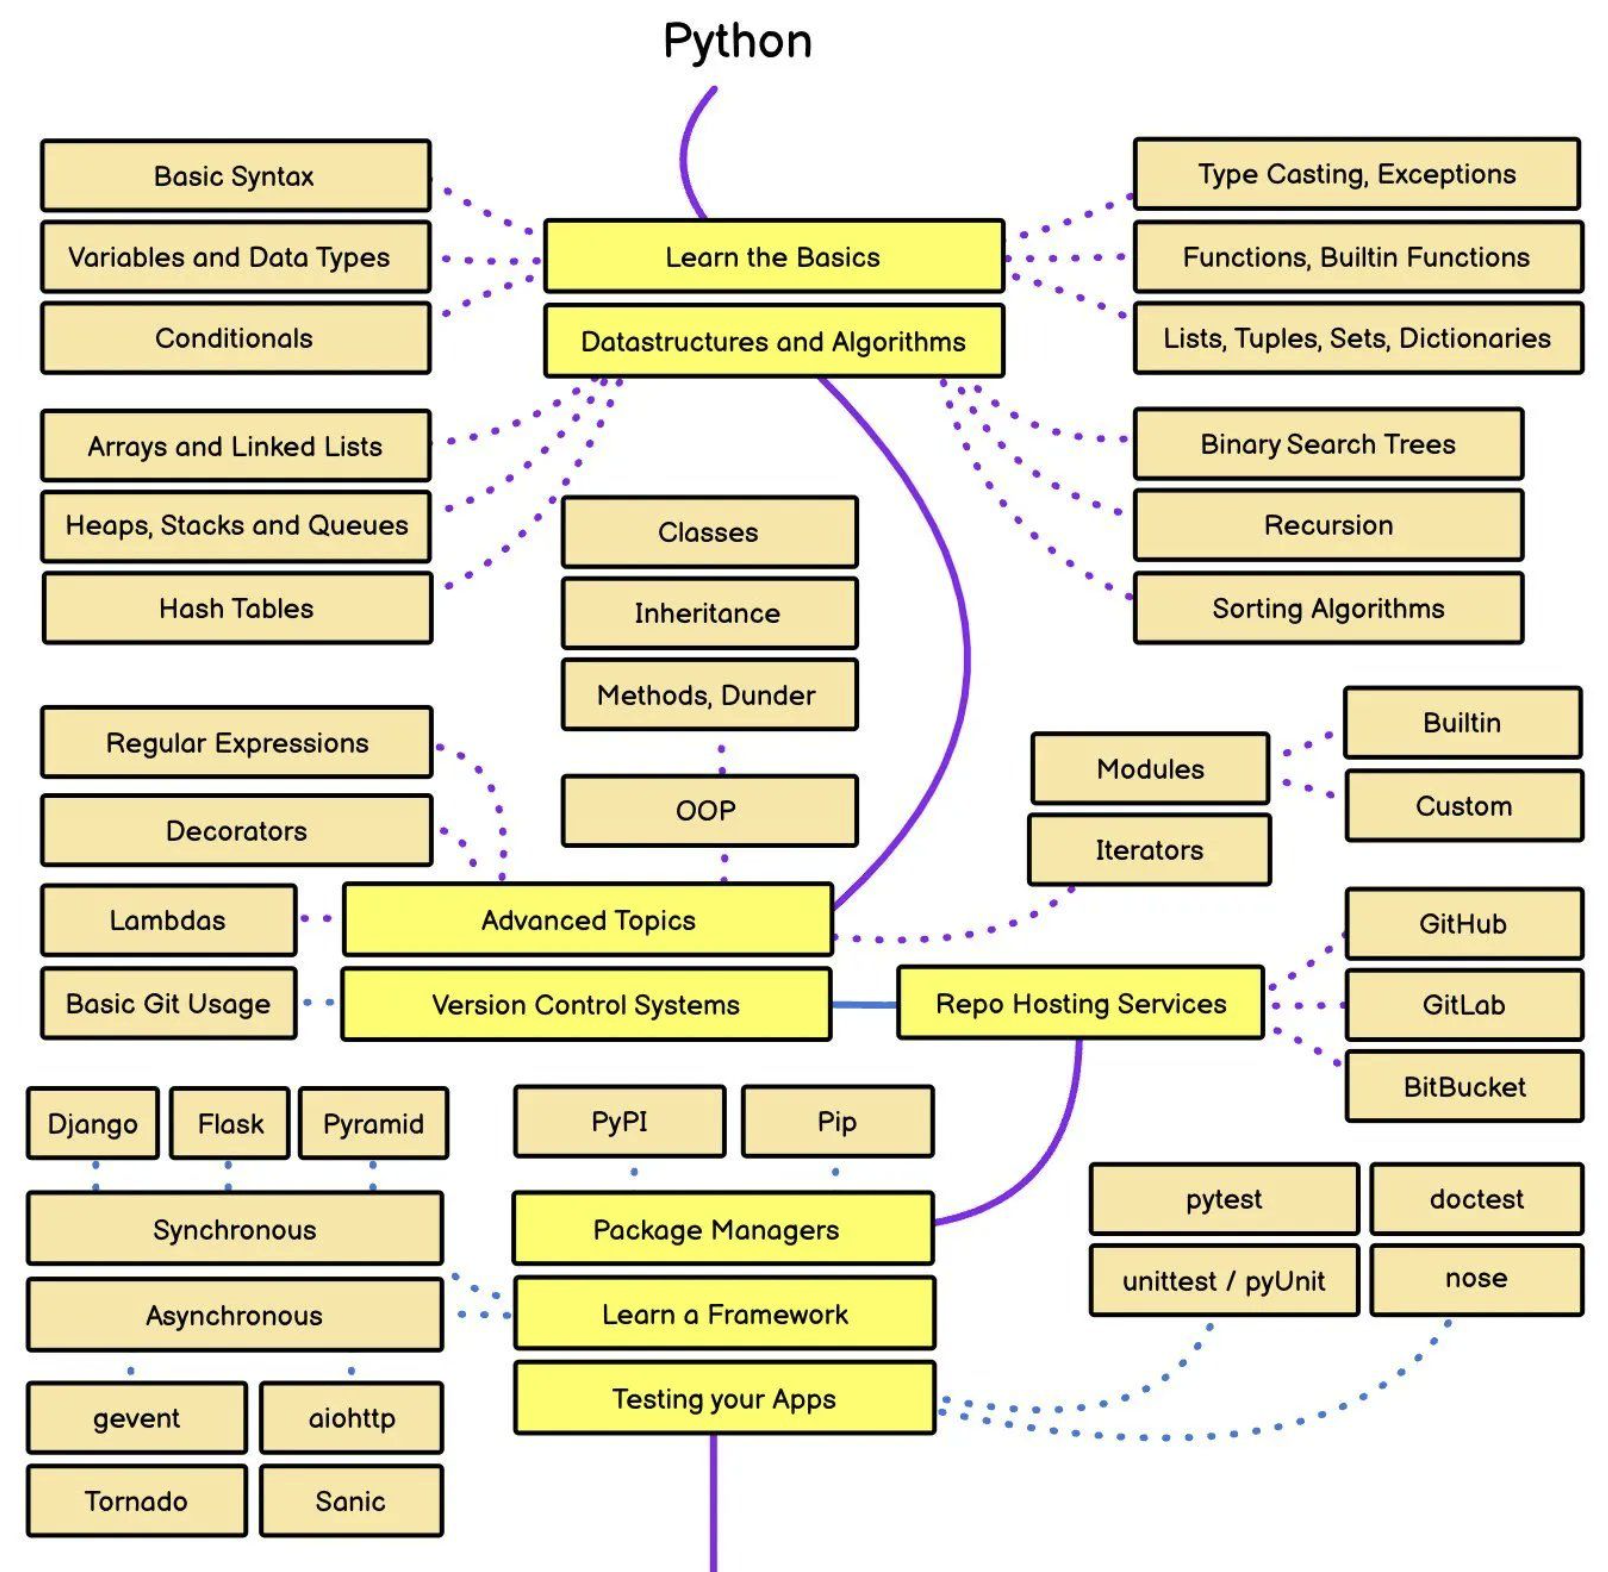 Python
Basic Syntax
Variables and Data Types
Conditionals
Learn the Basics
Datastructures and Algorithms
Type Casting, Exceptions
Functions, Builtin Functions
Lists, Tuples, Sets, Dictionaries
Arrays and Linked Lists
Heaps, Stacks and Queues
Hash Tables
Binary Search Trees
Recursion
Sorting Algorithms
Classes
Inheritance
Methods, Dunder
OOP
Regular Expressions
Decorators
Lambdas
Advanced Topics
Modules
Iterators
Builtin
Custom
Basic Git Usage
Version Control Systems
Repo Hosting Services
GitHub
GitLab
BitBucket
Django
Flask
Pyramid
Synchronous
Asynchronous
gevent
aiohttp
Tornado
Sanic
PyPI
Pip
Package Managers
Learn a Framework
Testing your Apps
pytest
doctest
unittest / pyUnit
nose